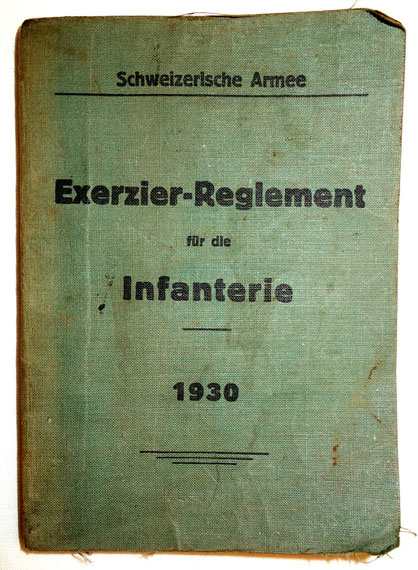 Schweizerische Armee
Exerzier-Reglement
für die
Infanterie
1930